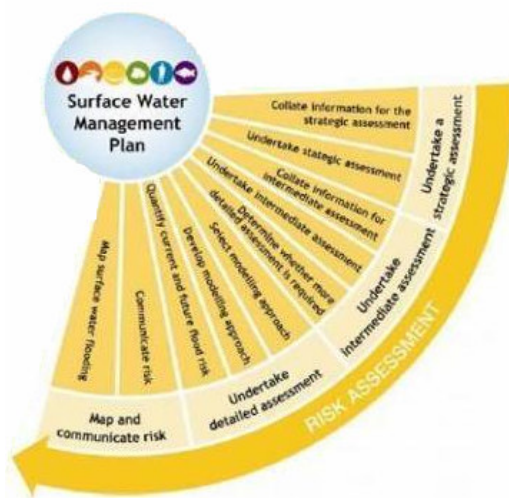 Surface Water
Management
Plan
Collate information for the
strategic assessment
Undertake stategic assessment
Collate information for
intermediate assessment
Undertake intermediate assessment
Determine whether more
detailed assessment is required
Select modelling approach
Develop modelling approach
Quantify current and future flood risk
Communicate risk
Map surface water flooding
Undertake a
strategic assessment
Undertake
intermediate assessment
Undertake
detailed assessment
Map and
communicate risk
RISK ASSESSMENT